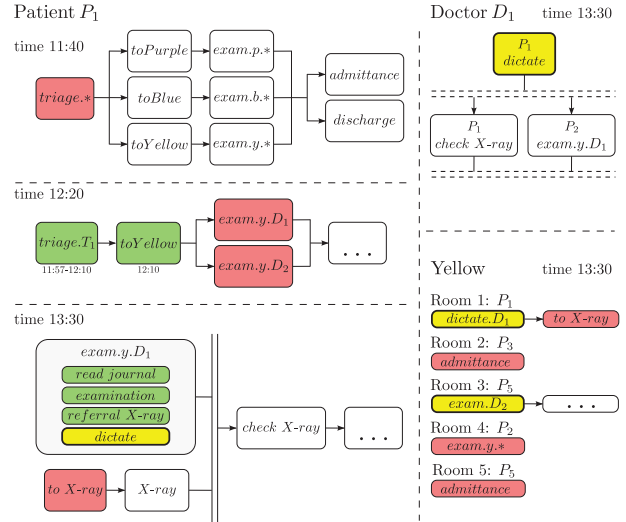 Patient P1
time 11:40
triage.*
toPurple
exam.p.*
toBlue
exam.b.*
toYellow
exam.y.*
admittance
discharge
time 12:20
triage.T1
11:57-12:10
toYellow
12:10
exam.y.D1
exam.y.D2
...
time 13:30
exam.y.D1
read journal
examination
referral X-ray
dictate
to X-ray
X-ray
check X-ray
...
Doctor D1
time 13:30
P1
dictate
P1
check X-ray
P2
exam.y.D1
Yellow
time 13:30
Room 1: P1
dictate.D1
to X-ray
Room 2: P3
admittance
Room 3: P5
exam.D2
...
Room 4: P2
exam.y.*
Room 5: P5
admittance